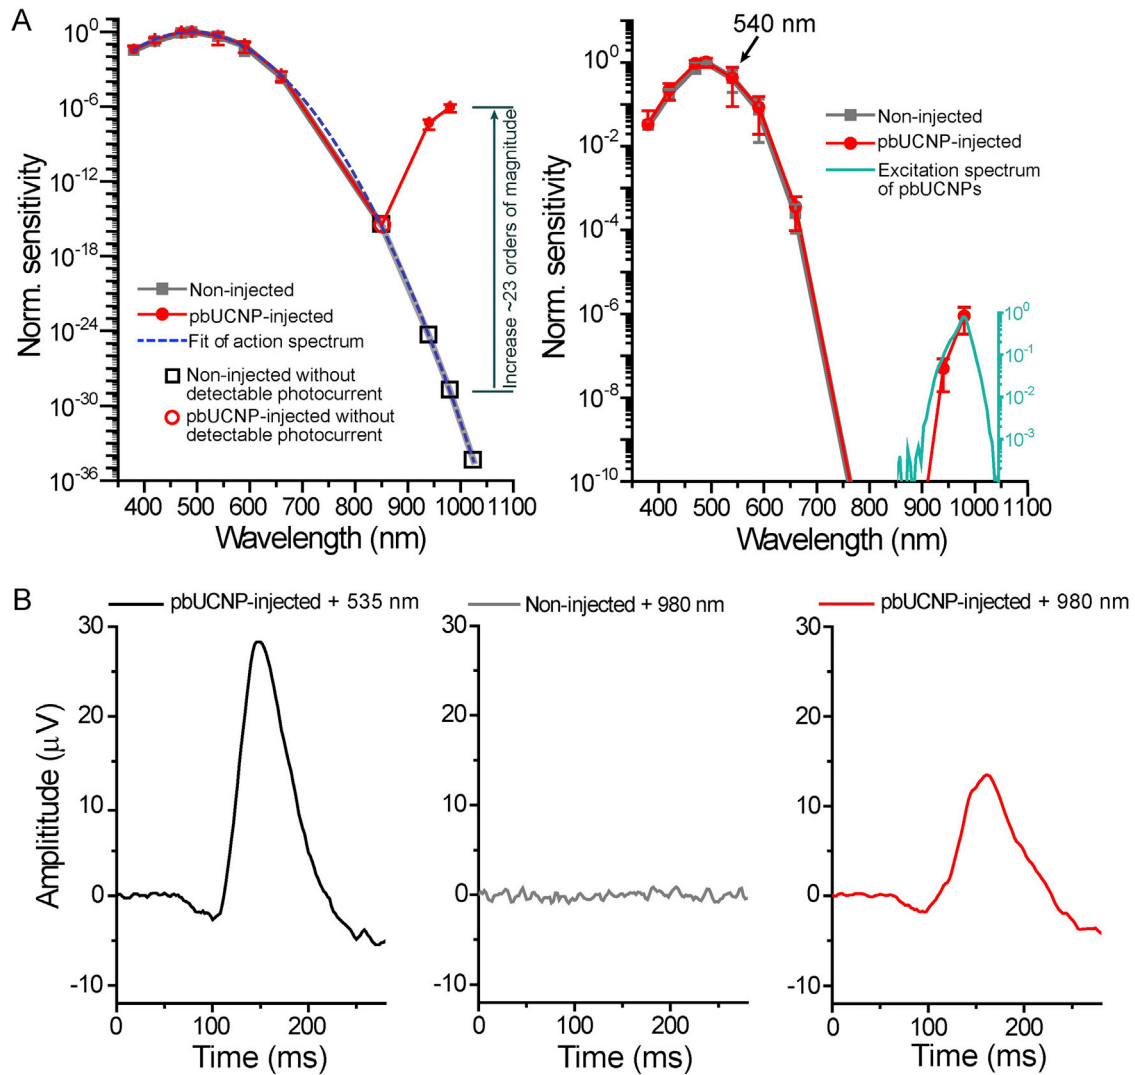 A
Norm. sensitivity
10^0
10^-6
10^-12
10^-18
10^-24
10^-30
10^-36
Non-injected
pbUCNP-injected
Fit of action spectrum
Non-injected without
detectable photocurrent
pbUCNP-injected without
detectable photocurrent
Increase ~23 orders of magnitude
400 500 600 700 800 900 1000 1100
Wavelength (nm)
540 nm
Norm. sensitivity
10^0
10^-2
10^-4
10^-6
10^-8
10^-10
Non-injected
pbUCNP-injected
Excitation spectrum
of pbUCNPs
10^0
10^-1
10^-2
10^-3
400 500 600 700 800 900 1000 1100
Wavelength (nm)
B
pbUCNP-injected + 535 nm
Amplititude (μV)
30
20
10
0
-10
0 100 200
Time (ms)
Non-injected + 980 nm
30
20
10
0
-10
0 100 200
Time (ms)
pbUCNP-injected + 980 nm
30
20
10
0
-10
0 100 200
Time (ms)